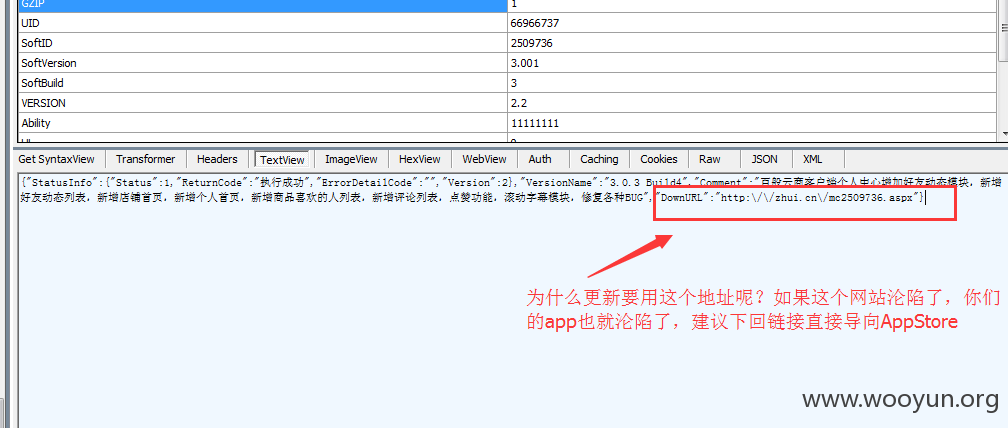 GZIP 1
UID 66966737
SoftID 2509736
SoftVersion 3.001
SoftBuild 3
VERSION 2.2
Ability 11111111
Get SyntaxView Transformer Headers TextView ImageView HexView WebView Auth Caching Cookies Raw JSON XML
{"StatusInfo":{"Status":1,"ReturnCode":"执行成功","ErrorDetailCode":"","Version":2},"VersionName":"3.0.3 Build4","Comment":"百般云商客户端个人中心增加好友动态模块，新增
好友动态列表，新增店铺首页，新增个人首页，新增商品喜欢的人列表，新增评论列表，点赞功能，滚动字幕模块，修复各种BUG","DownURL":"http:\/\/zhui.cn\/mc2509736.aspx"}
为什么更新要用这个地址呢？如果这个网站沦陷了，你们
的app也就沦陷了，建议下回链接直接导向AppStore
www.wooyun.org